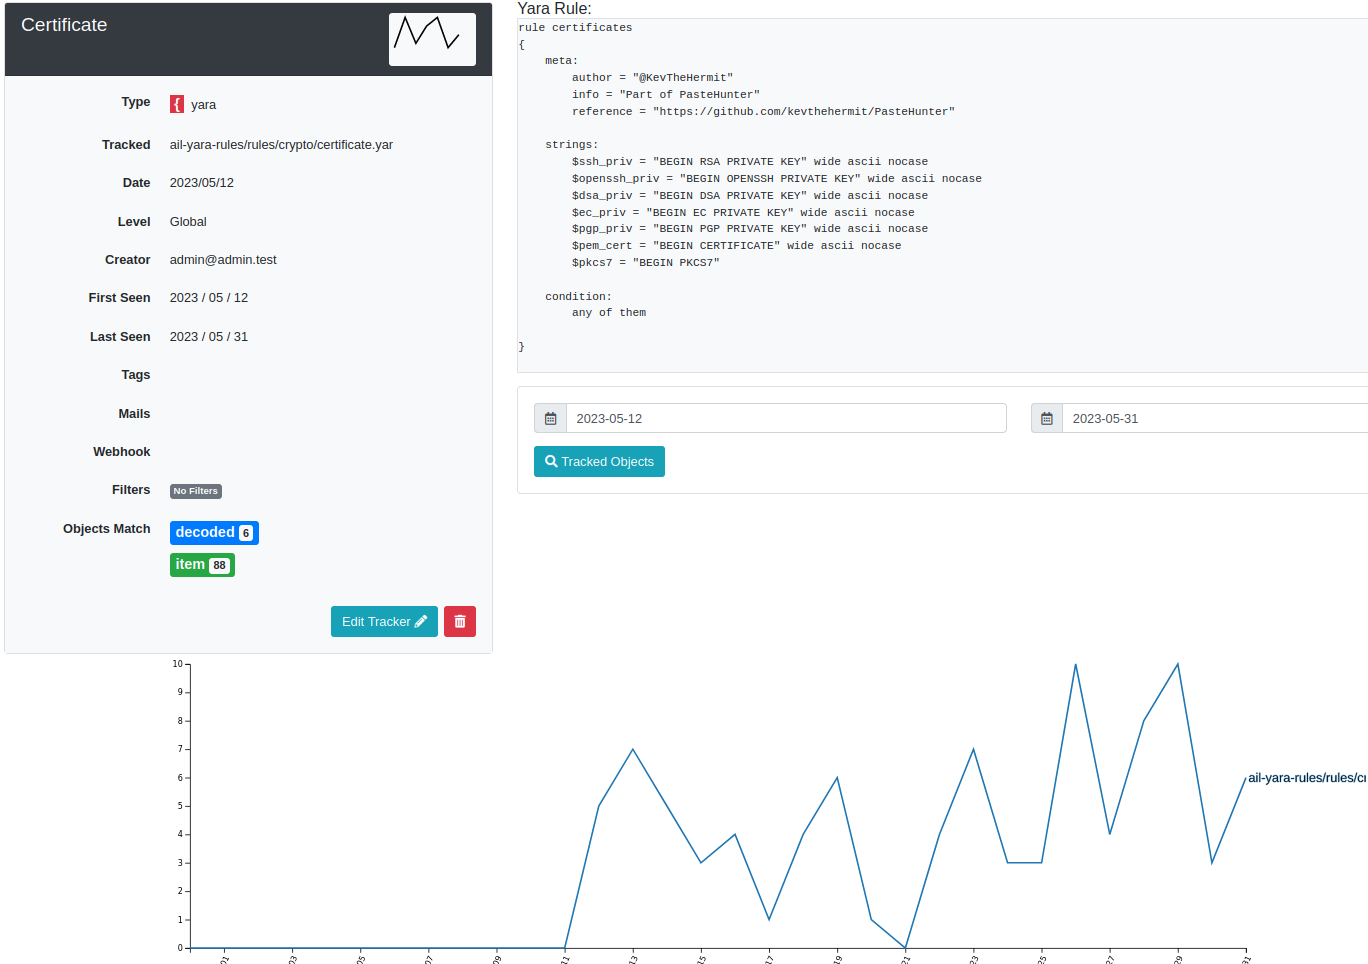 Certificate
Type { yara
Tracked ail-yara-rules/rules/crypto/certificate.yar
Date 2023/05/12
Level Global
Creator admin@admin.test
First Seen 2023 / 05 / 12
Last Seen 2023 / 05 / 31
Tags
Mails
Webhook
Filters No Filters
Objects Match decoded 6
item 88
Edit Tracker
Yara Rule:
rule certificates
{
    meta:
        author = "@KevTheHermit"
        info = "Part of PasteHunter"
        reference = "https://github.com/kevthehermit/PasteHunter"

    strings:
        $ssh_priv = "BEGIN RSA PRIVATE KEY" wide ascii nocase
        $openssh_priv = "BEGIN OPENSSH PRIVATE KEY" wide ascii nocase
        $dsa_priv = "BEGIN DSA PRIVATE KEY" wide ascii nocase
        $ec_priv = "BEGIN EC PRIVATE KEY" wide ascii nocase
        $pgp_priv = "BEGIN PGP PRIVATE KEY" wide ascii nocase
        $pem_cert = "BEGIN CERTIFICATE" wide ascii nocase
        $pkcs7 = "BEGIN PKCS7"

    condition:
        any of them

}
2023-05-12
2023-05-31
Tracked Objects
10
9
8
7
6
5
4
3
2
1
0
ail-yara-rules/rules/
01
03
05
07
09
11
13
15
17
19
21
23
25
27
29
31